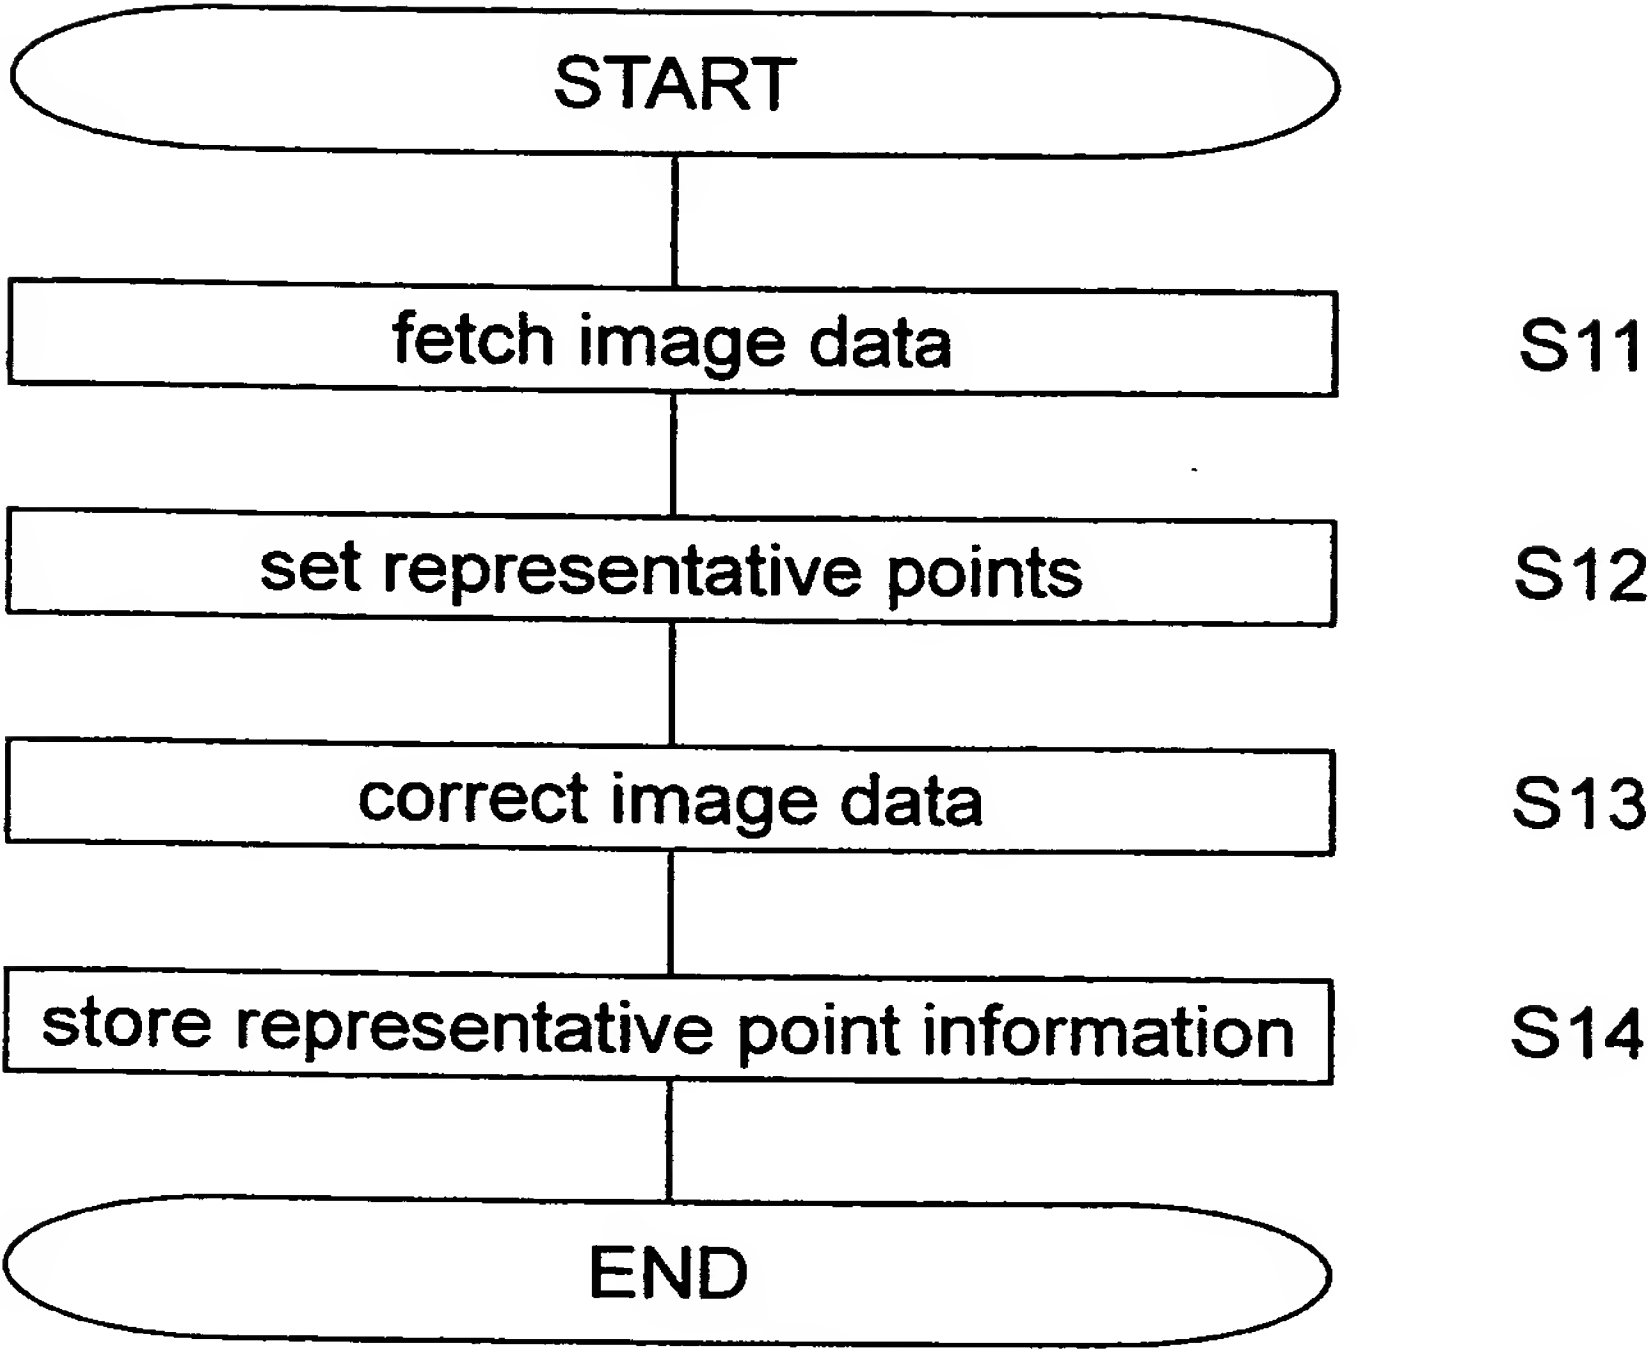 START
fetch image data S11
set representative points S12
correct image data S13
store representative point information S14
END